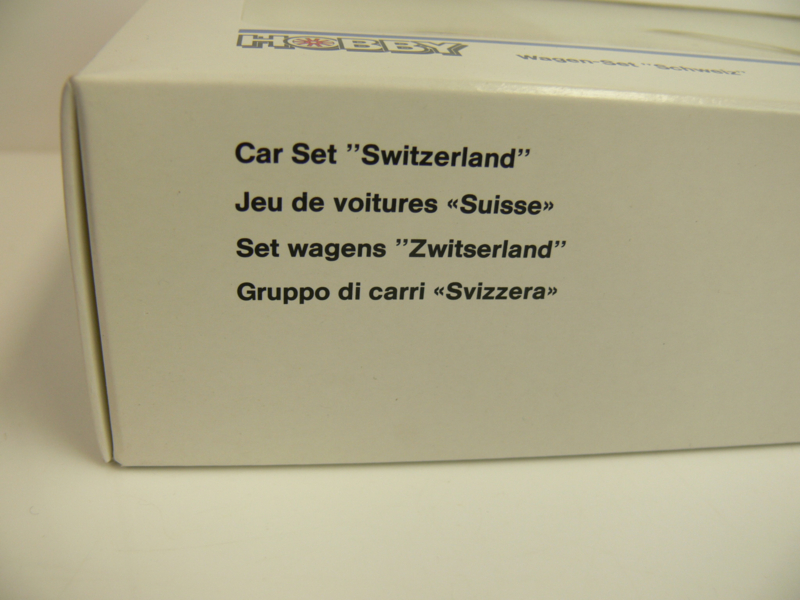 HOBBY
Wagen-Set "Schweiz"
Car Set ”Switzerland”
Jeu de voitures «Suisse»
Set wagens ”Zwitserland”
Gruppo di carri «Svizzera»